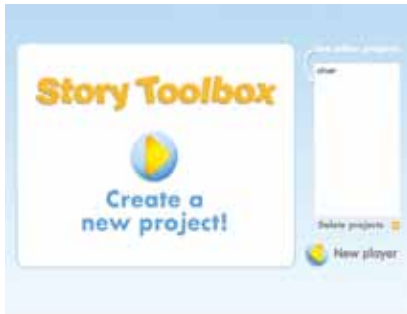 Story Toolbox
Create a
new project!
Delete projects
New player